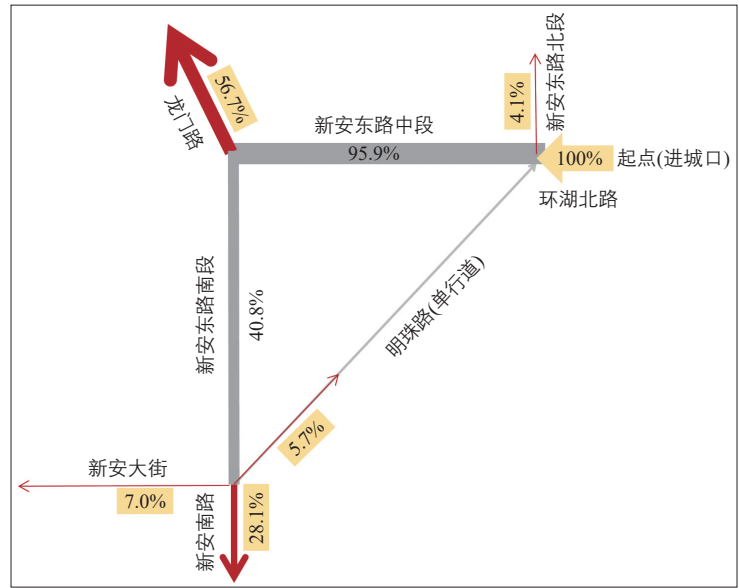 56.7%
龙门路
新安东路中段
95.9%
4.1%
新安东路北段
100%
起点(进城口)
环湖北路
新安东路南段
40.8%
明珠路(单行道)
5.7%
新安大街
7.0%
新安南路
28.1%